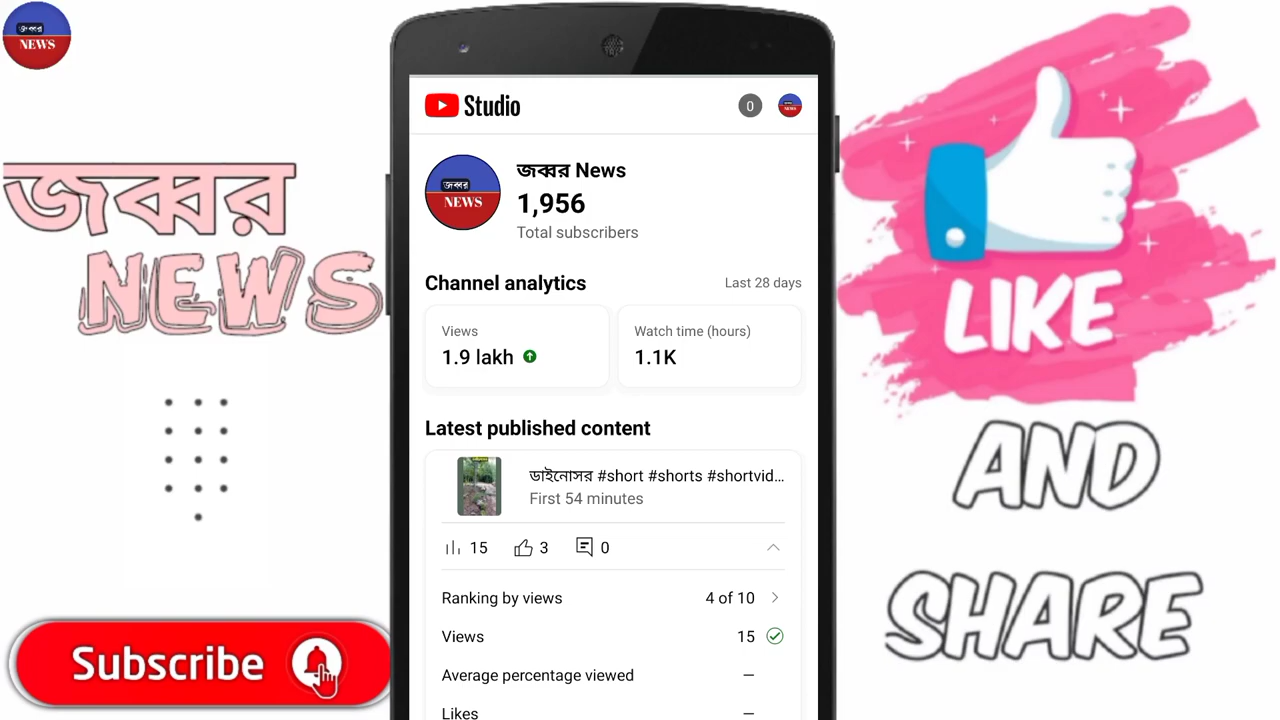 জব্বর
NEWS
জব্বর
NEWS
Subscribe
Studio
0
জব্বর
NEWS
জব্বর News
1,956
Total subscribers
Channel analytics
Last 28 days
Views
1.9 lakh
Watch time (hours)
1.1K
Latest published content
ডাইনোসর #short #shorts #shortvid...
First 54 minutes
15
3
0
Ranking by views
4 of 10
Views
15
Average percentage viewed
—
Likes
—
LIKE
AND
SHARE